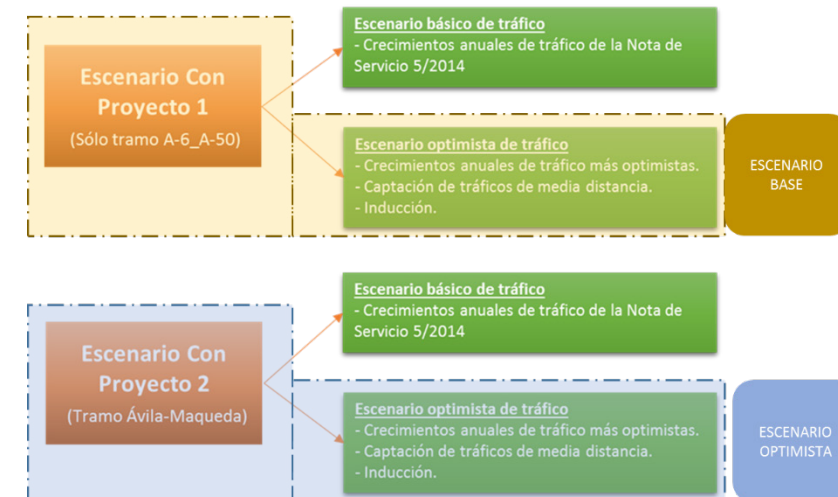 Escenario Con
Proyecto 1
(Sólo tramo A-6_A-50)
Escenario básico de tráfico
- Crecimientos anuales de tráfico de la Nota de
Servicio 5/2014
Escenario optimista de tráfico
- Crecimientos anuales de tráfico más optimistas.
- Captación de tráficos de media distancia.
- Inducción.
ESCENARIO
BASE
Escenario Con
Proyecto 2
(Tramo Ávila-Maqueda)
Escenario básico de tráfico
- Crecimientos anuales de tráfico de la Nota de
Servicio 5/2014
Escenario optimista de tráfico
- Crecimientos anuales de tráfico más optimistas.
- Captación de tráficos de media distancia.
- Inducción.
ESCENARIO
OPTIMISTA